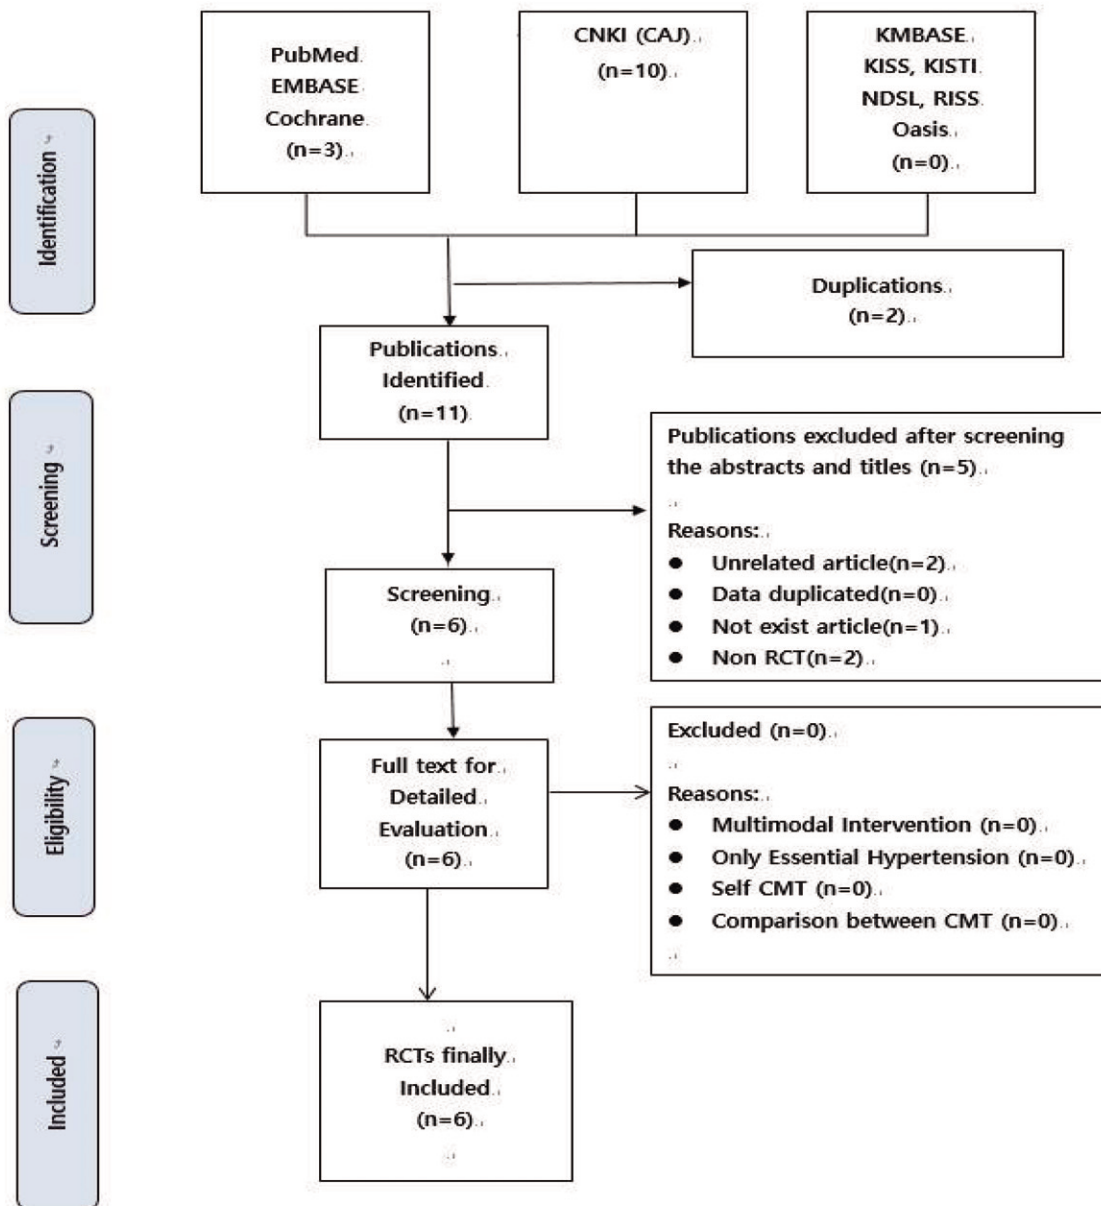 PubMed.
EMBASE
Cochrane.
(n=3)
CNKI (CAJ)
(n=10)
KMBASE
KISS, KISTI
NDSL, RISS
Oasis
(n=0)
Identification
Duplications
(n=2)
Publications
Identified
(n=11)
Screening
Publications excluded after screening
the abstracts and titles (n=5)
Reasons:
● Unrelated article(n=2)
● Data duplicated(n=0)
● Not exist article(n=1)
● Non RCT(n=2)
Screening
(n=6)
Eligibility
Full text for
Detailed
Evaluation
(n=6)
Excluded (n=0)
Reasons:
● Multimodal Intervention (n=0)
● Only Essential Hypertension (n=0)
● Self CMT (n=0)
● Comparison between CMT (n=0)
Included
RCTs finally
Included
(n=6)